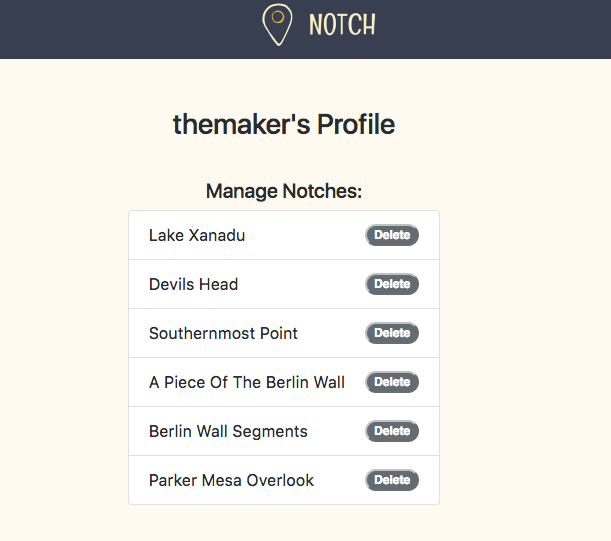 NOTCH
themaker's Profile
Manage Notches:
Lake Xanadu Delete
Devils Head Delete
Southernmost Point Delete
A Piece Of The Berlin Wall Delete
Berlin Wall Segments Delete
Parker Mesa Overlook Delete